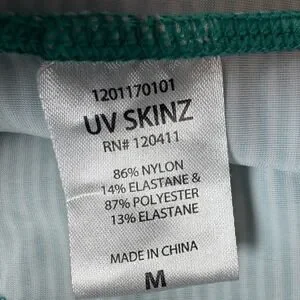 1201170101
UV SKINZ
RN# 120411
86% NYLON
14% ELASTANE &
87% POLYESTER
13% ELASTANE
MADE IN CHINA
M